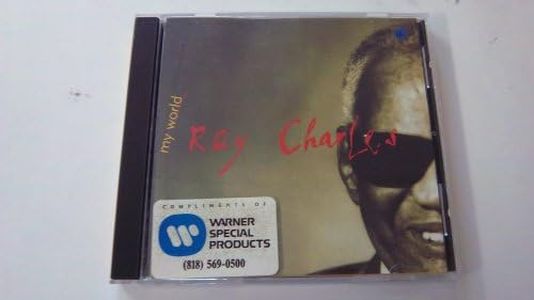 my world
Ray Charles
COMPLIMENTS OF
WARNER
SPECIAL
PRODUCTS
(818) 569-0500